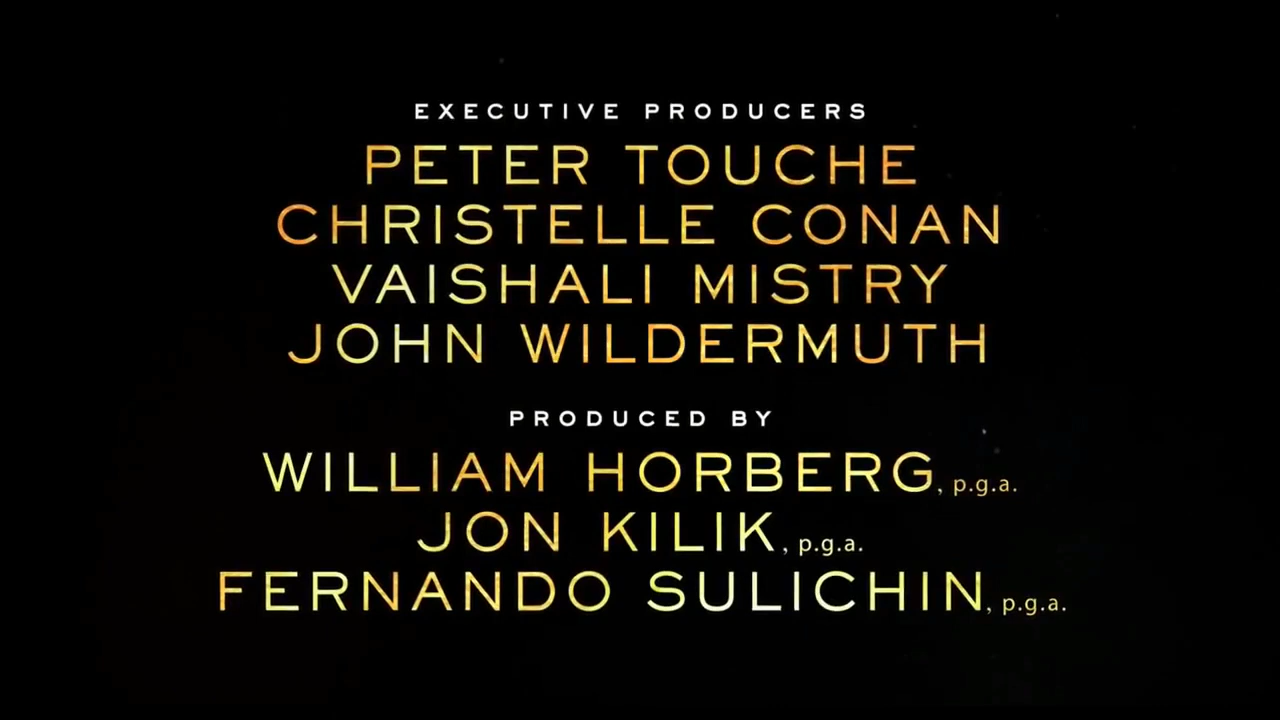 EXECUTIVE PRODUCERS
PETER TOUCHE
CHRISTELLE CONAN
VAISHALI MISTRY
JOHN WILDERMUTH
PRODUCED BY
WILLIAM HORBERG, p.g.a.
JON KILIK, p.g.a.
FERNANDO SULICHIN, p.g.a.